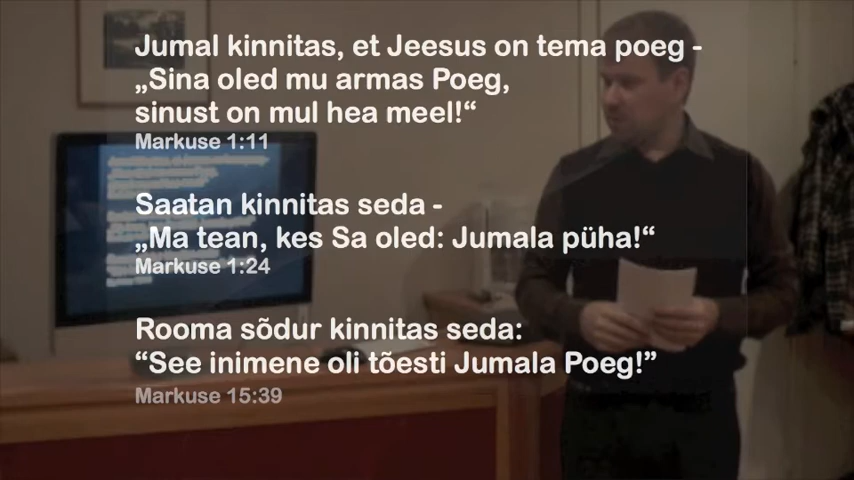 Jumal kinnitas, et Jeesus on tema poeg -
„Sina oled mu armas Poeg,
sinust on mul hea meel!“
Markuse 1:11
Saatan kinnitas seda -
„Ma tean, kes Sa oled: Jumala püha!“
Markuse 1:24
Rooma sõdur kinnitas seda:
“See inimene oli tõesti Jumala Poeg!”
Markuse 15:39